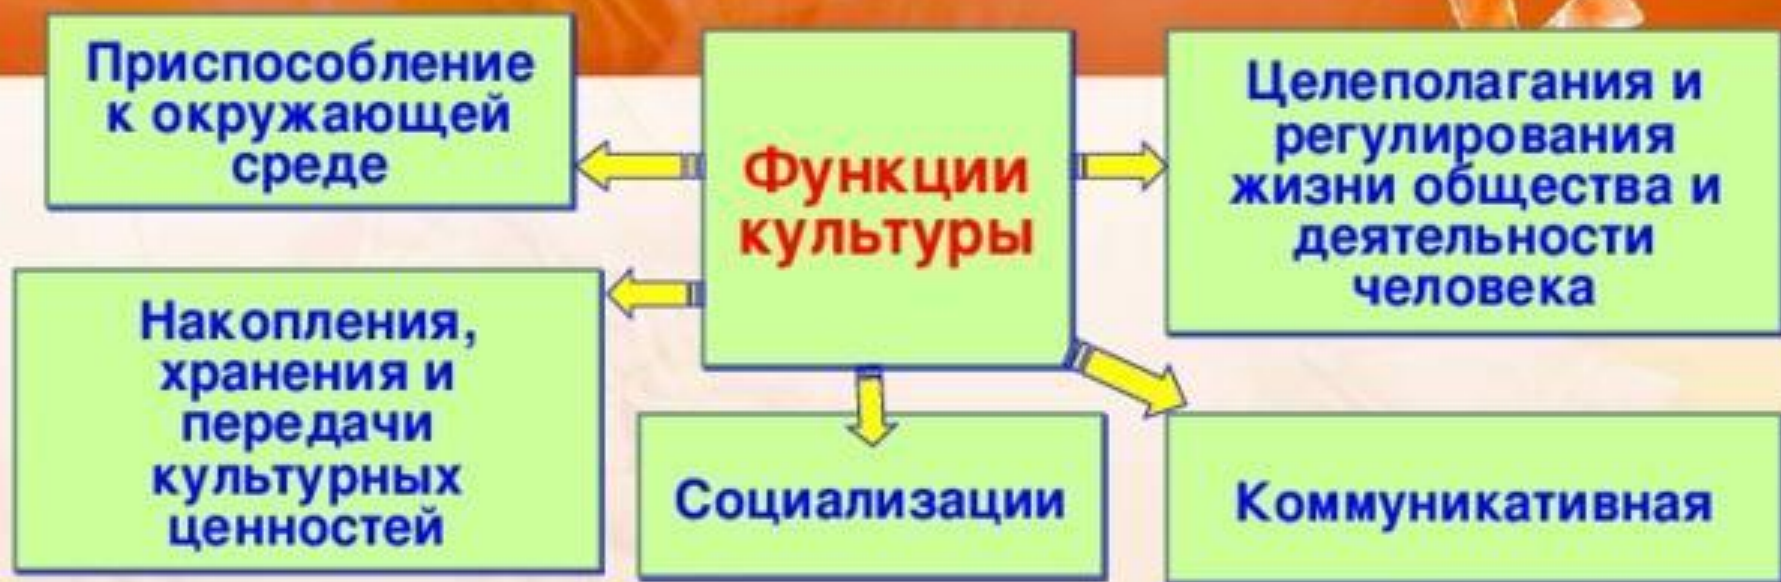 Приспособление
к окружающей
среде
Функции
культуры
Целеполагания и
регулирования
жизни общества и
деятельности
человека
Накопления,
хранения и
передачи
культурных
ценностей
Социализации
Коммуникативная